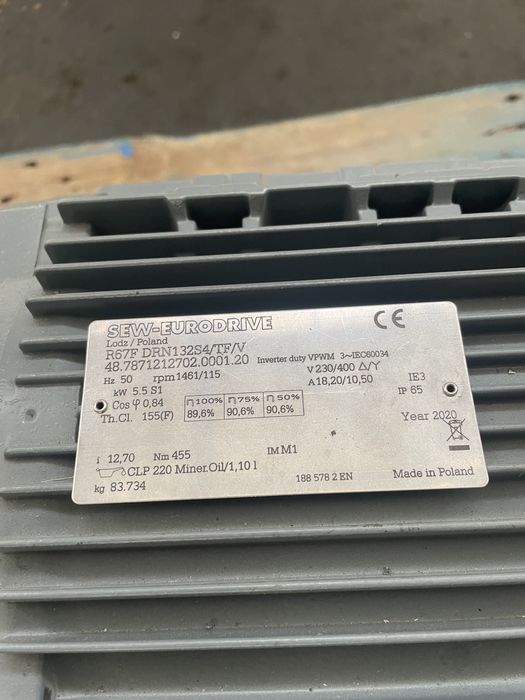 SEW-EURODRIVE CE
Lodz / Poland
R67F DRN132S4/TF/V
48.7871212702.0001.20 Inverter duty VPWM 3~IEC60034
Hz 50 rpm 1461/115 V 230/400 Δ/Y
kW 5.5 S1 A 18,20/10,50 IE3
Cos φ 0,84 η 100% η 75% η 50% IP 65
Th.Cl. 155(F) 89,6% 90,6% 90,6% Year 2020
i 12,70 Nm 455 IM M1
CLP 220 Miner.Oil/1,10 l 188 578 2 EN Made in Poland
kg 83.734